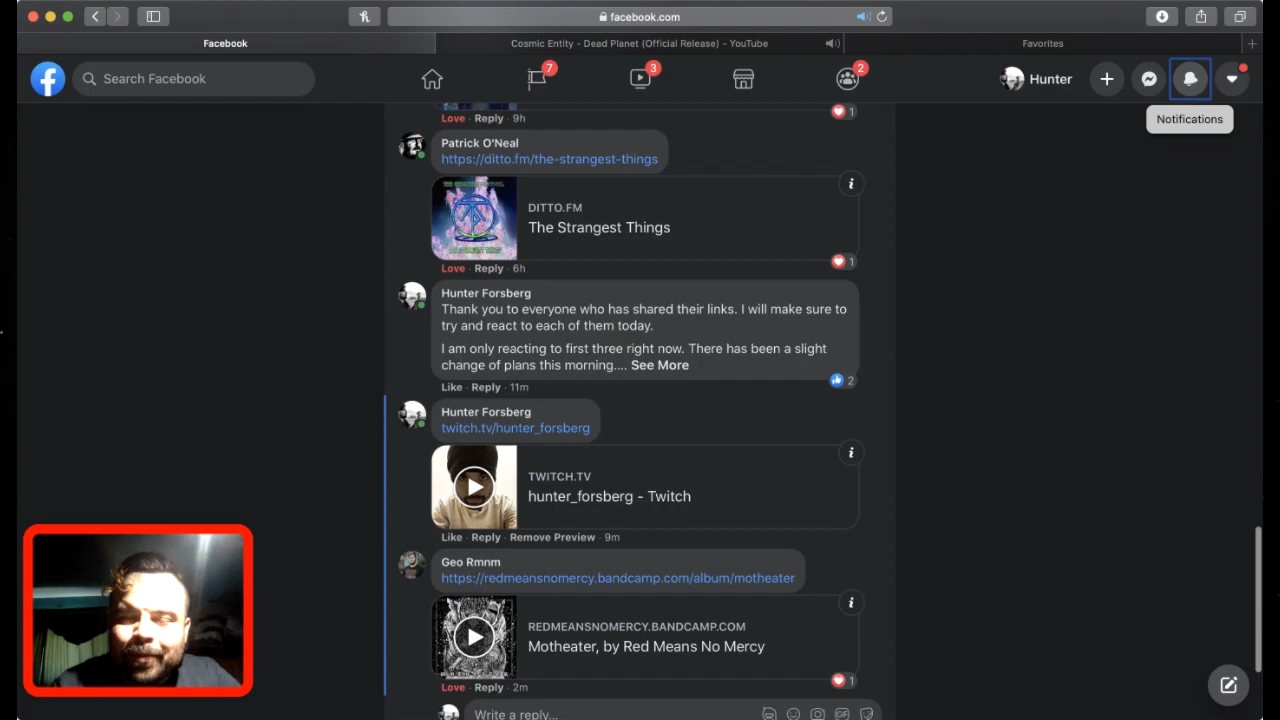 facebook.com
Facebook
Cosmic Entity - Dead Planet (Official Release) - YouTube
Favorites
Search Facebook
7
3
2
Hunter
Notifications
Love · Reply · 9h
1
Patrick O'Neal
https://ditto.fm/the-strangest-things
DITTO.FM
The Strangest Things
Love · Reply · 6h
1
Hunter Forsberg
Thank you to everyone who has shared their links. I will make sure to
try and react to each of them today.
I am only reacting to first three right now. There has been a slight
change of plans this morning.... See More
2
Like · Reply · 11m
Hunter Forsberg
twitch.tv/hunter_forsberg
TWITCH.TV
hunter_forsberg - Twitch
Like · Reply · Remove Preview · 9m
Geo Rmnm
https://redmeansnomercy.bandcamp.com/album/motheater
REDMEANSNOMERCY.BANDCAMP.COM
Motheater, by Red Means No Mercy
Love · Reply · 2m
1
Write a reply...
GIF